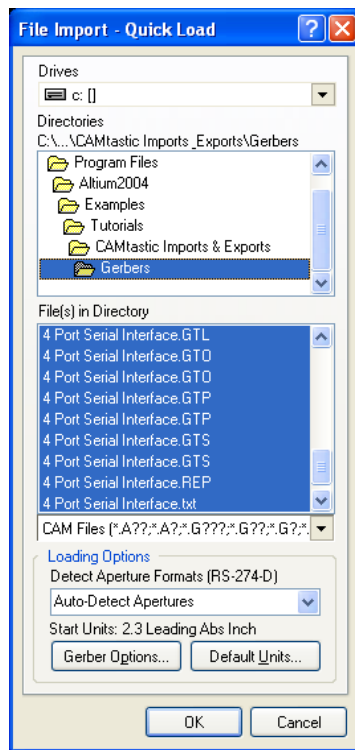 File Import - Quick Load
Drives
c: []
Directories
C:\...\CAMtastic Imports _Exports\Gerbers
Program Files
Altium2004
Examples
Tutorials
CAMtastic Imports & Exports
Gerbers
File(s) in Directory
4 Port Serial Interface.GTL
4 Port Serial Interface.GTO
4 Port Serial Interface.GTO
4 Port Serial Interface.GTP
4 Port Serial Interface.GTP
4 Port Serial Interface.GTS
4 Port Serial Interface.GTS
4 Port Serial Interface.REP
4 Port Serial Interface.txt
CAM Files (*.A??;*.A?;*.G???;*.G??;*.G?;*.
Loading Options
Detect Aperture Formats (RS-274-D)
Auto-Detect Apertures
Start Units: 2.3 Leading Abs Inch
Gerber Options... Default Units...
OK Cancel